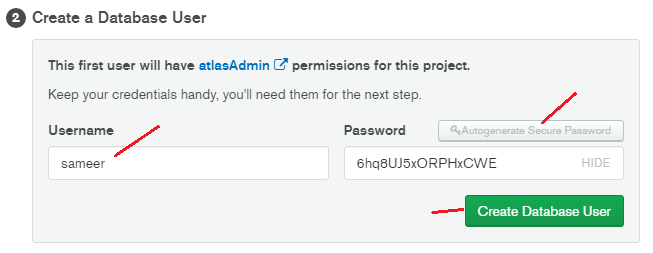 2 Create a Database User
This first user will have atlasAdmin permissions for this project.
Keep your credentials handy, you'll need them for the next step.
Username
Password
Autogenerate Secure Password
sameer
6hq8UJ5xORPHxCWE
HIDE
Create Database User